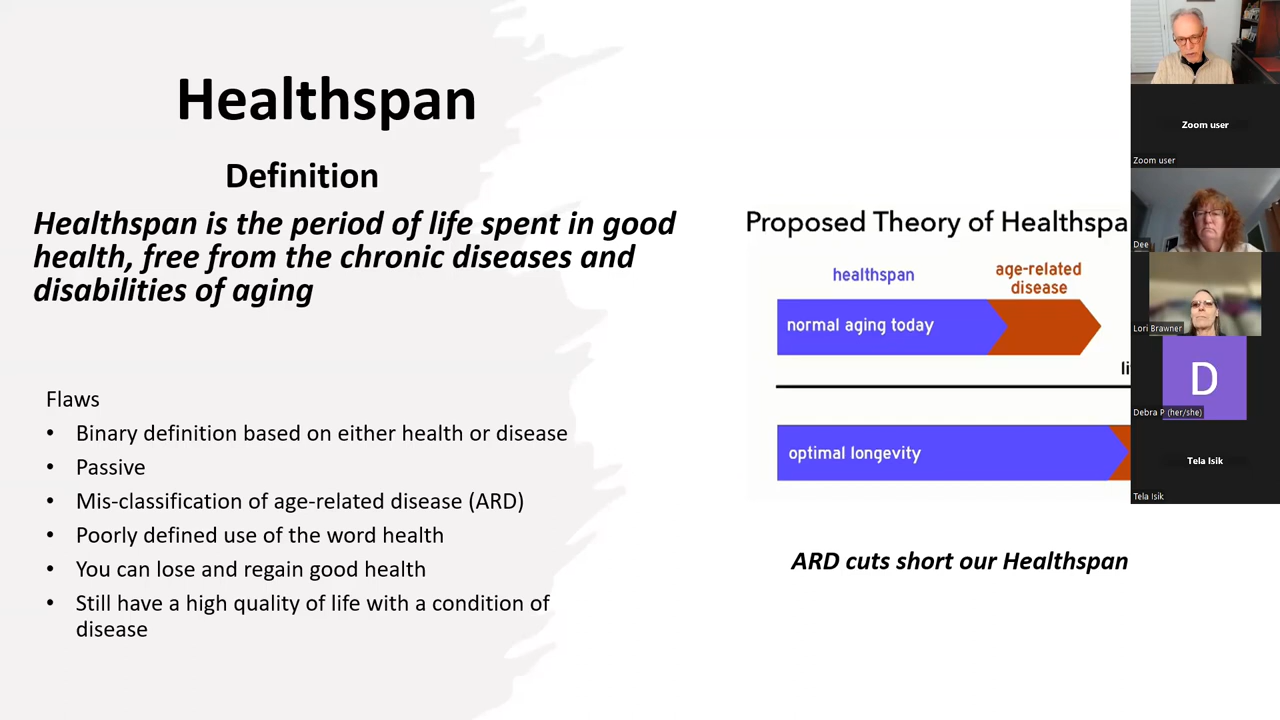 Healthspan
Definition
Healthspan is the period of life spent in good
health, free from the chronic diseases and
disabilities of aging
Flaws
• Binary definition based on either health or disease
• Passive
• Mis-classification of age-related disease (ARD)
• Poorly defined use of the word health
• You can lose and regain good health
• Still have a high quality of life with a condition of
disease
Proposed Theory of Healthspa
healthspan
age-related
disease
normal aging today
li
optimal longevity
ARD cuts short our Healthspan
Zoom user
Zoom user
Dee
Lori Brawner
D
Debra P (her/she)
Tela Isik
Tela Isik